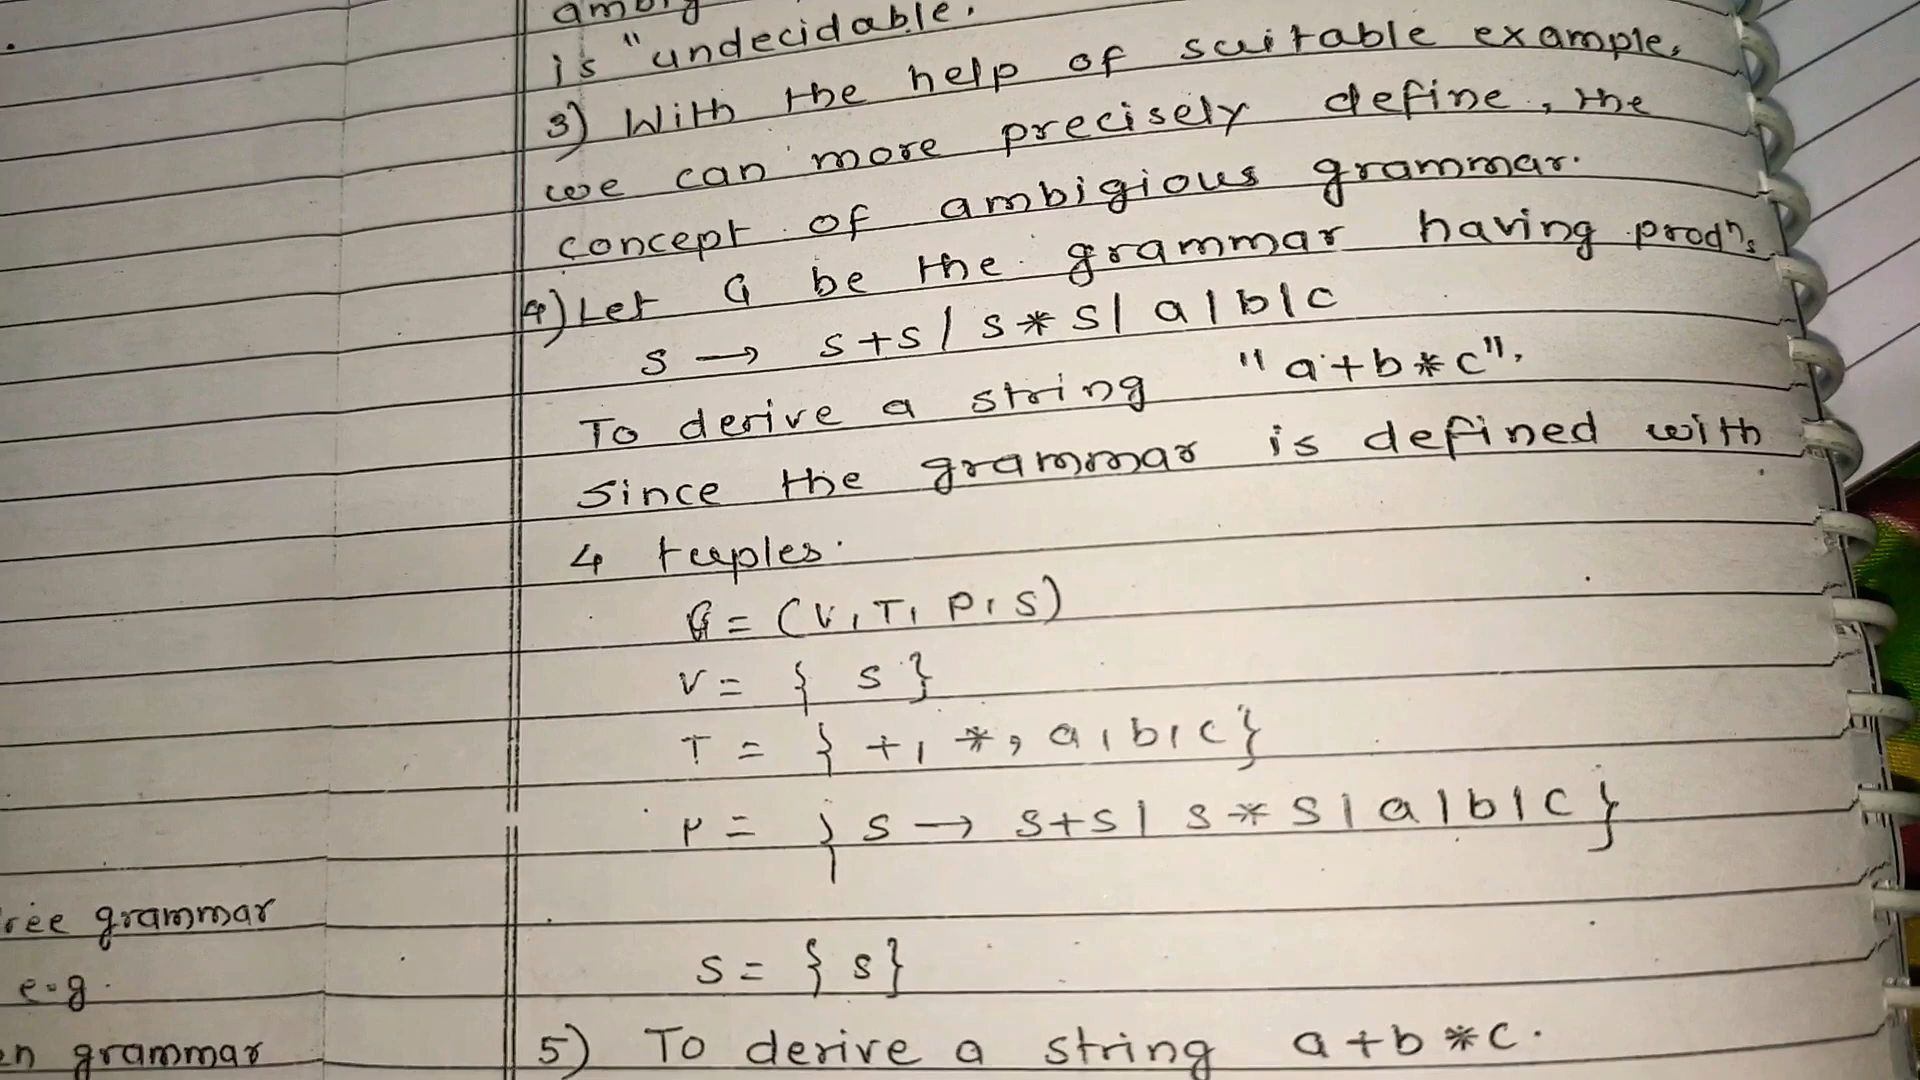 ambig
is "undecidable.
3) With the help of suitable example,
we can more precisely define, the
concept of ambigious grammar.
4) Let G be the grammar having prodⁿs
S → S+S | S*S | a | b | c
To derive a string "a+b*c".
Since the grammar is defined with
4 tuples.
G = (V, T, P, S)
V = { S }
T = { +, *, a, b, c }
P = { S → S+S | S*S | a | b | c }
ree grammar
S = { S }
e.g.
en grammar
5) To derive a string a+b*c.